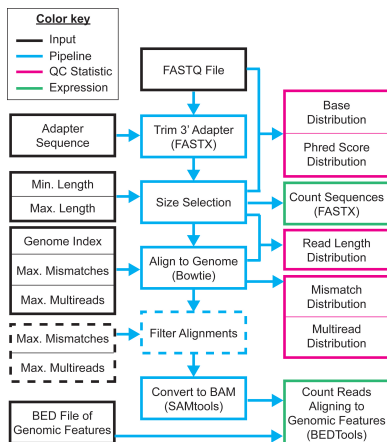 Color key
Input
Pipeline
QC Statistic
Expression
FASTQ File
Adapter
Sequence
Trim 3' Adapter
(FASTX)
Base
Distribution
Phred Score
Distribution
Min. Length
Max. Length
Size Selection
Count Sequences
(FASTX)
Genome Index
Max. Mismatches
Max. Multireads
Align to Genome
(Bowtie)
Read Length
Distribution
Mismatch
Distribution
Multiread
Distribution
Max. Mismatches
Max. Multireads
Filter Alignments
Convert to BAM
(SAMtools)
BED File of
Genomic Features
Count Reads
Aligning to
Genomic Features
(BEDTools)